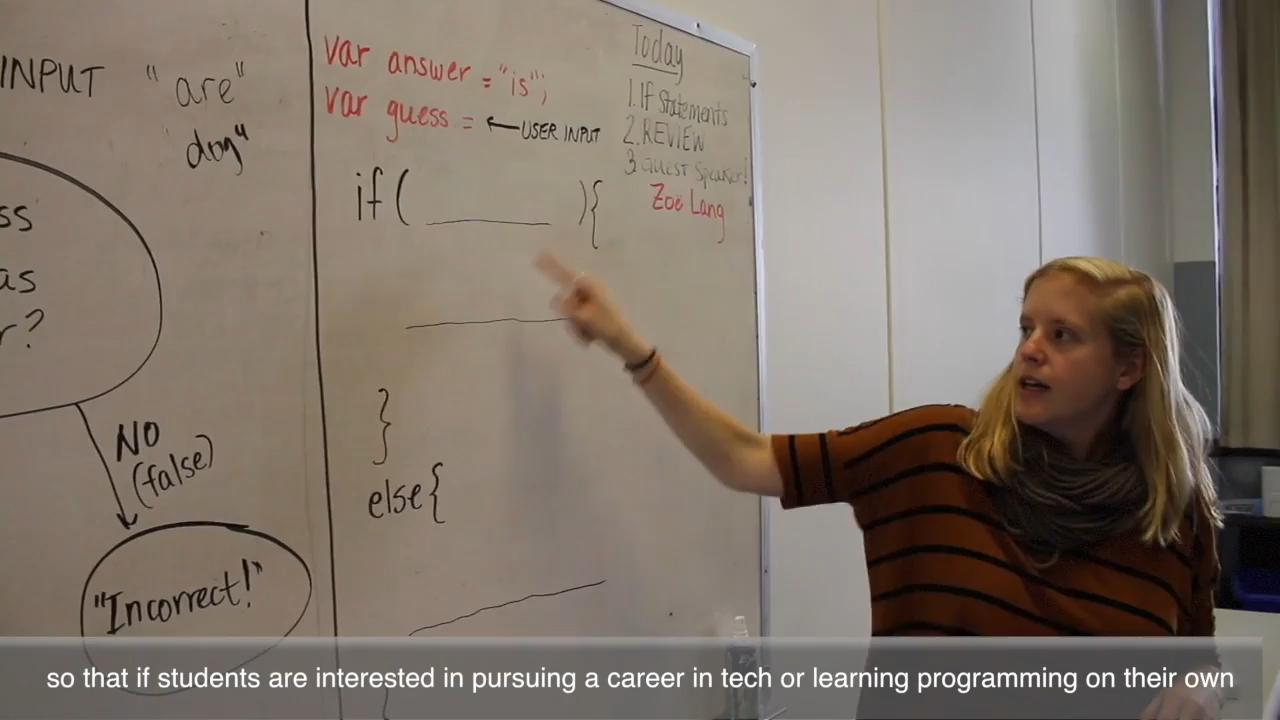 INPUT "are"
dog"
ss
as
r?
NO
(false)
"Incorrect!"
var answer = "is";
var guess = ← USER INPUT
if( ____ ){
}
else{
Today
1. If Statements
2. REVIEW
3. GUEST Speaker!
Zoë Lang
so that if students are interested in pursuing a career in tech or learning programming on their own